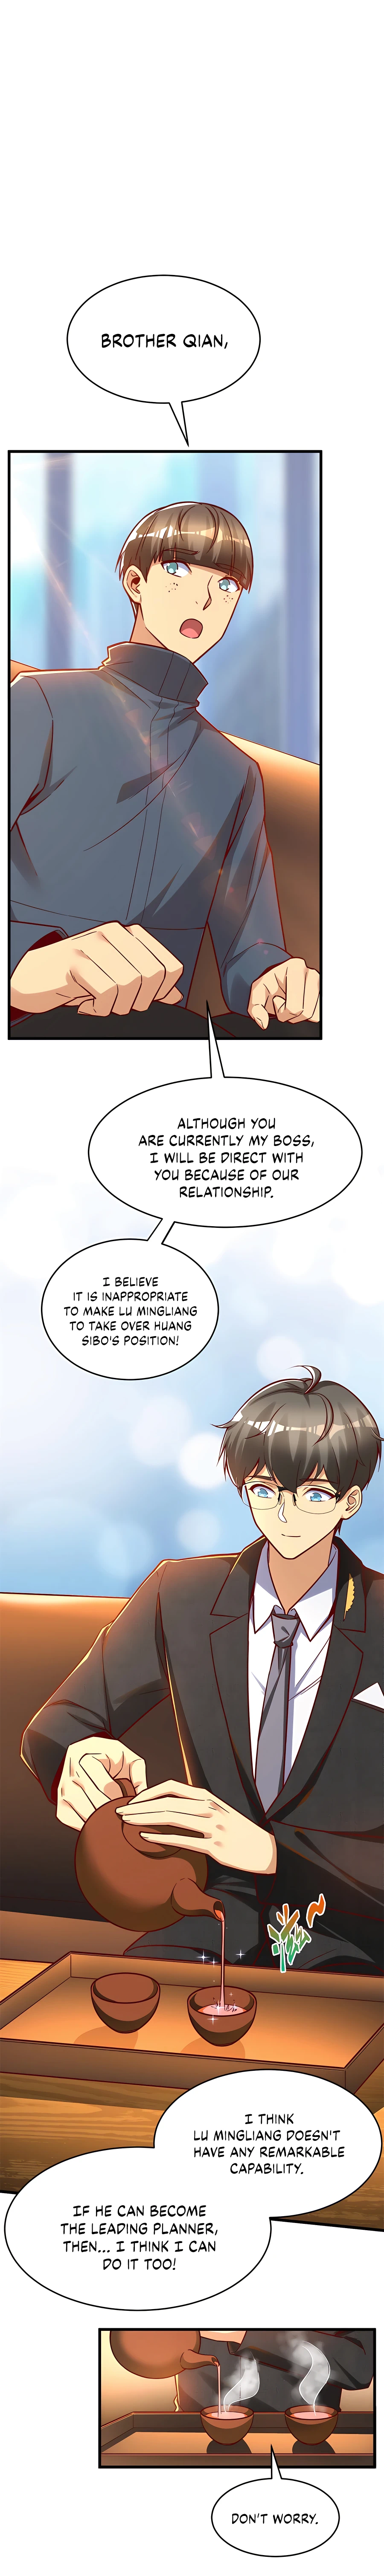 BROTHER QIAN,
ALTHOUGH YOU
ARE CURRENTLY MY BOSS,
I WILL BE DIRECT WITH
YOU BECAUSE OF OUR
RELATIONSHIP.
I BELIEVE
IT IS INAPPROPRIATE
TO MAKE LU MINGLIANG
TO TAKE OVER HUANG
SIBO'S POSITION!
I THINK
LU MINGLIANG DOESN'T
HAVE ANY REMARKABLE
CAPABILITY.
IF HE CAN BECOME
THE LEADING PLANNER,
THEN... I THINK I CAN
DO IT TOO!
DON'T WORRY.